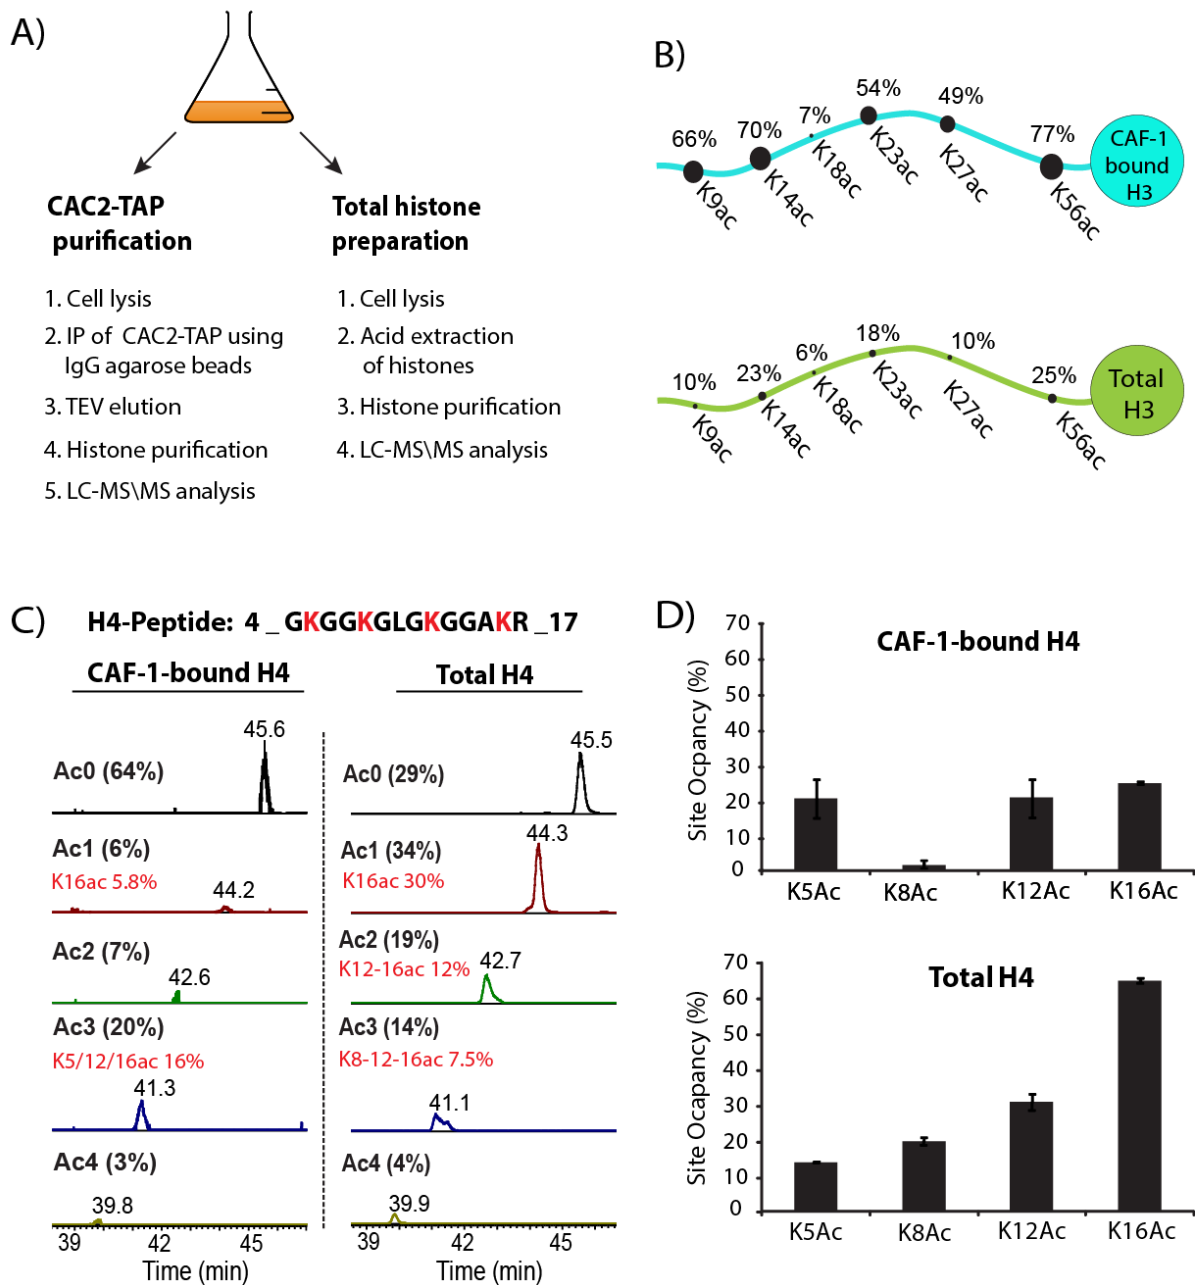 A)
CAC2-TAP
purification
1. Cell lysis
2. IP of CAC2-TAP using
IgG agarose beads
3. TEV elution
4. Histone purification
5. LC-MS\MS analysis
Total histone
preparation
1. Cell lysis
2. Acid extraction
of histones
3. Histone purification
4. LC-MS\MS analysis
B)
66%
70%
7%
54%
49%
77%
K9ac
K14ac
K18ac
K23ac
K27ac
K56ac
CAF-1
bound
H3
10%
23%
6%
18%
10%
25%
K9ac
K14ac
K18ac
K23ac
K27ac
K56ac
Total
H3
C)
H4-Peptide: 4 _ GKGGKGLGKGGAKR _17
CAF-1-bound H4
45.6
Ac0 (64%)
Ac1 (6%)
K16ac 5.8%
44.2
Ac2 (7%)
42.6
Ac3 (20%)
K5/12/16ac 16%
41.3
Ac4 (3%)
39.8
39 42 45
Time (min)
Total H4
45.5
Ac0 (29%)
44.3
Ac1 (34%)
K16ac 30%
Ac2 (19%)
K12-16ac 12%
42.7
Ac3 (14%)
K8-12-16ac 7.5%
41.1
Ac4 (4%)
39.9
39 42 45
Time (min)
D)
CAF-1-bound H4
Site Ocpancy (%)
70
60
50
40
30
20
10
0
K5Ac K8Ac K12Ac K16Ac
Total H4
Site Ocapancy (%)
70
60
50
40
30
20
10
0
K5Ac K8Ac K12Ac K16Ac